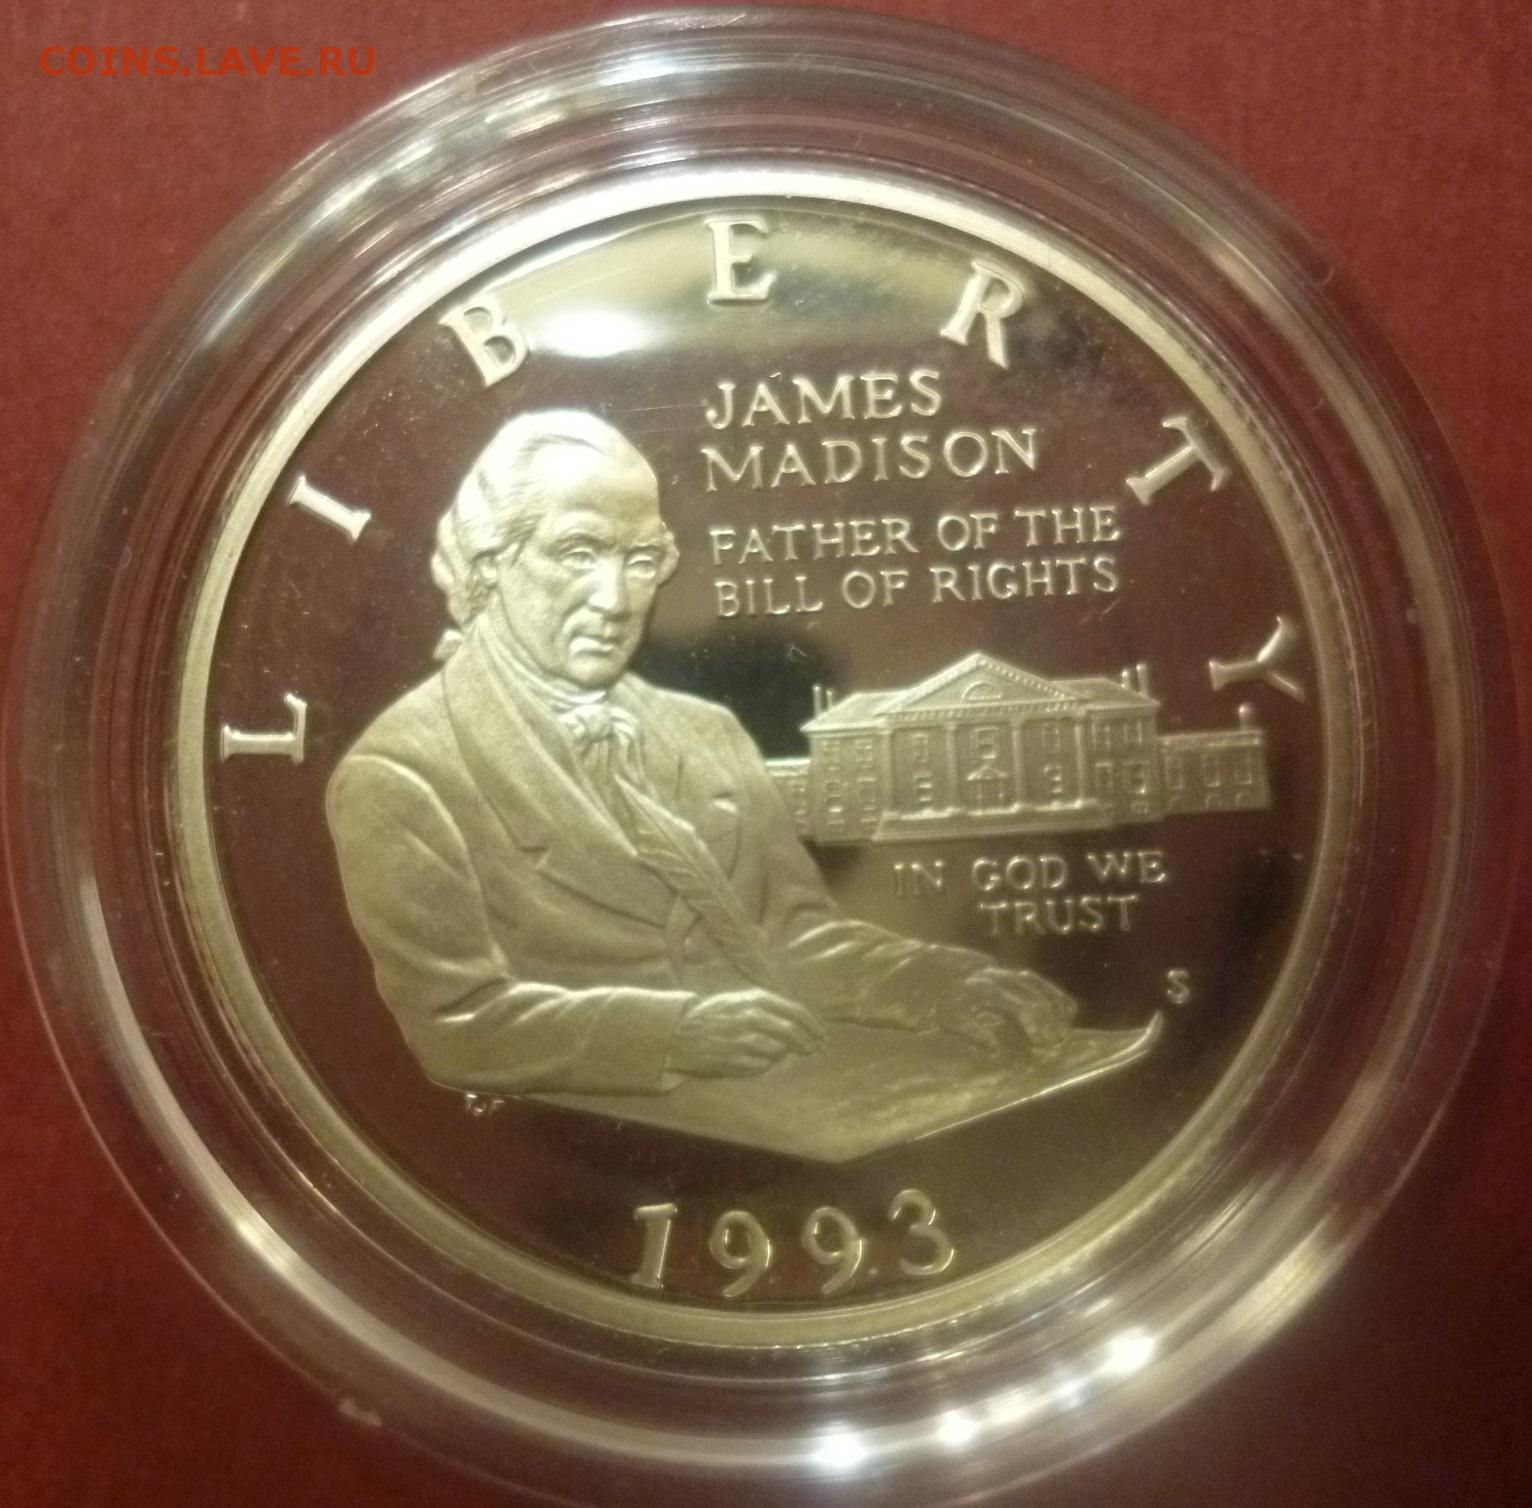 COINS.LAVE.RU
LIBERTY
JAMES
MADISON
FATHER OF THE
BILL OF RIGHTS
IN GOD WE
TRUST
S
1993